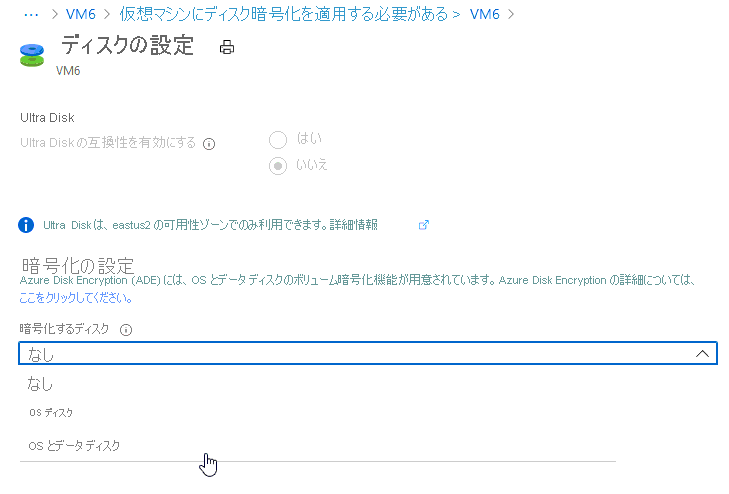 … > VM6 > 仮想マシンにディスク暗号化を適用する必要がある > VM6 >
ディスクの設定
VM6
Ultra Disk
Ultra Diskの互換性を有効にする
はい
いいえ
Ultra Diskは、eastus2 の可用性ゾーンでのみ利用できます。詳細情報
暗号化の設定
Azure Disk Encryption (ADE) には、OS とデータ ディスクのボリューム暗号化機能が用意されています。Azure Disk Encryption の詳細については、
ここをクリックしてください。
暗号化するディスク
なし
なし
OS ディスク
OS とデータ ディスク